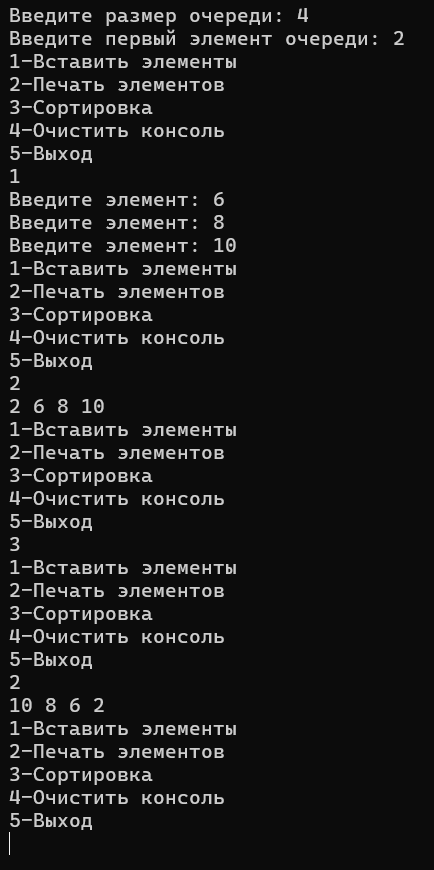 Введите размер очереди: 4
Введите первый элемент очереди: 2
1-Вставить элементы
2-Печать элементов
3-Сортировка
4-Очистить консоль
5-Выход
1
Введите элемент: 6
Введите элемент: 8
Введите элемент: 10
1-Вставить элементы
2-Печать элементов
3-Сортировка
4-Очистить консоль
5-Выход
2
2 6 8 10
1-Вставить элементы
2-Печать элементов
3-Сортировка
4-Очистить консоль
5-Выход
3
1-Вставить элементы
2-Печать элементов
3-Сортировка
4-Очистить консоль
5-Выход
2
10 8 6 2
1-Вставить элементы
2-Печать элементов
3-Сортировка
4-Очистить консоль
5-Выход